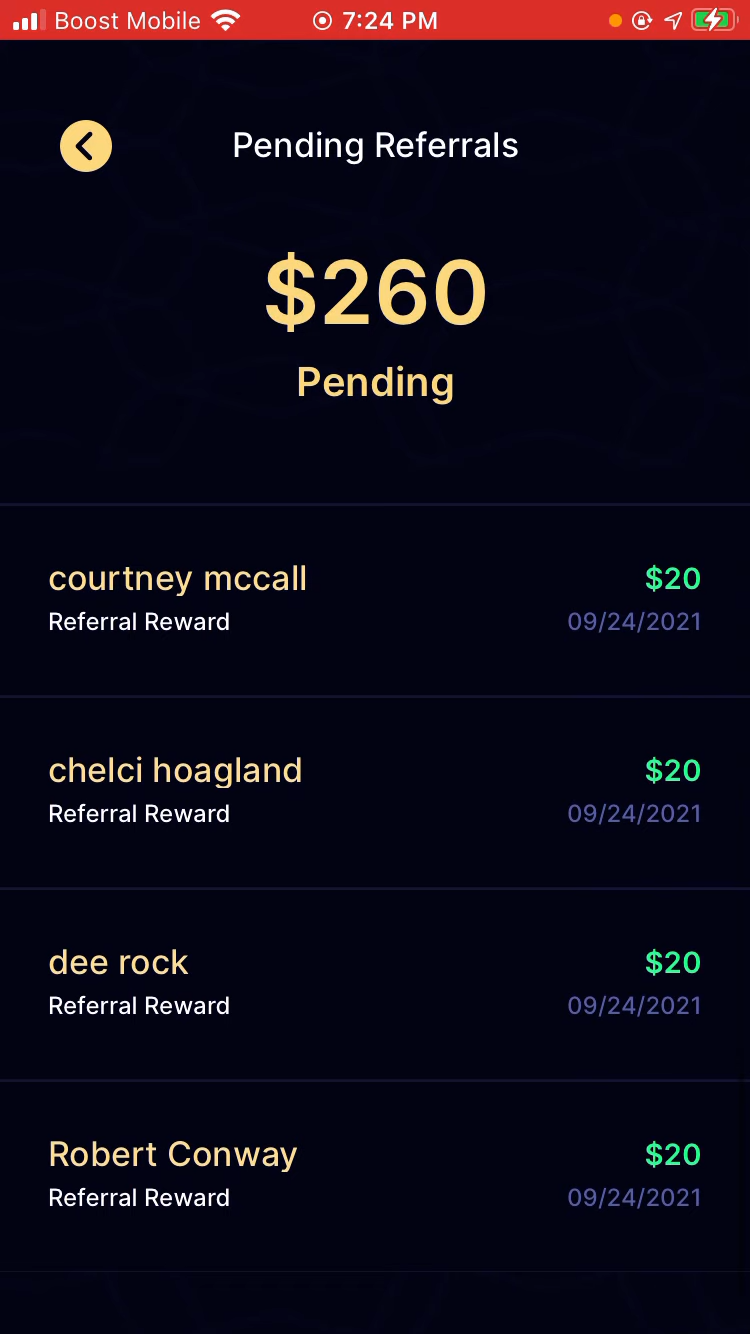 Boost Mobile 7:24 PM
Pending Referrals
$260
Pending
courtney mccall $20
Referral Reward 09/24/2021
chelci hoagland $20
Referral Reward 09/24/2021
dee rock $20
Referral Reward 09/24/2021
Robert Conway $20
Referral Reward 09/24/2021